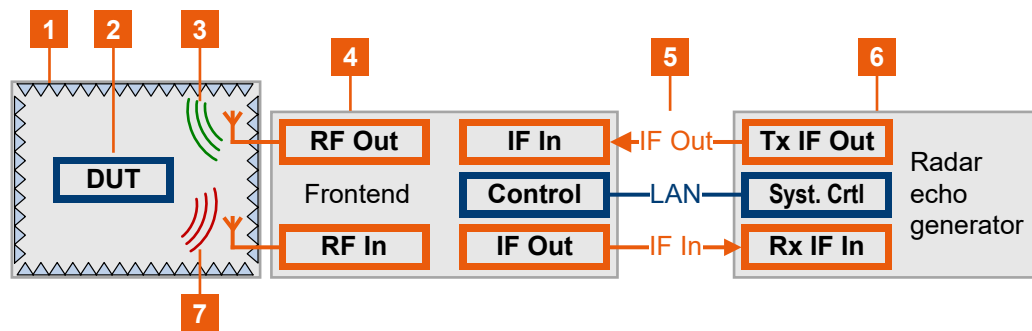 1 2 3 4 5 6
RF Out IF In IF Out Tx IF Out
DUT Frontend Control LAN Syst. Crtl Radar
echo
generator
RF In IF Out IF In Rx IF In
7